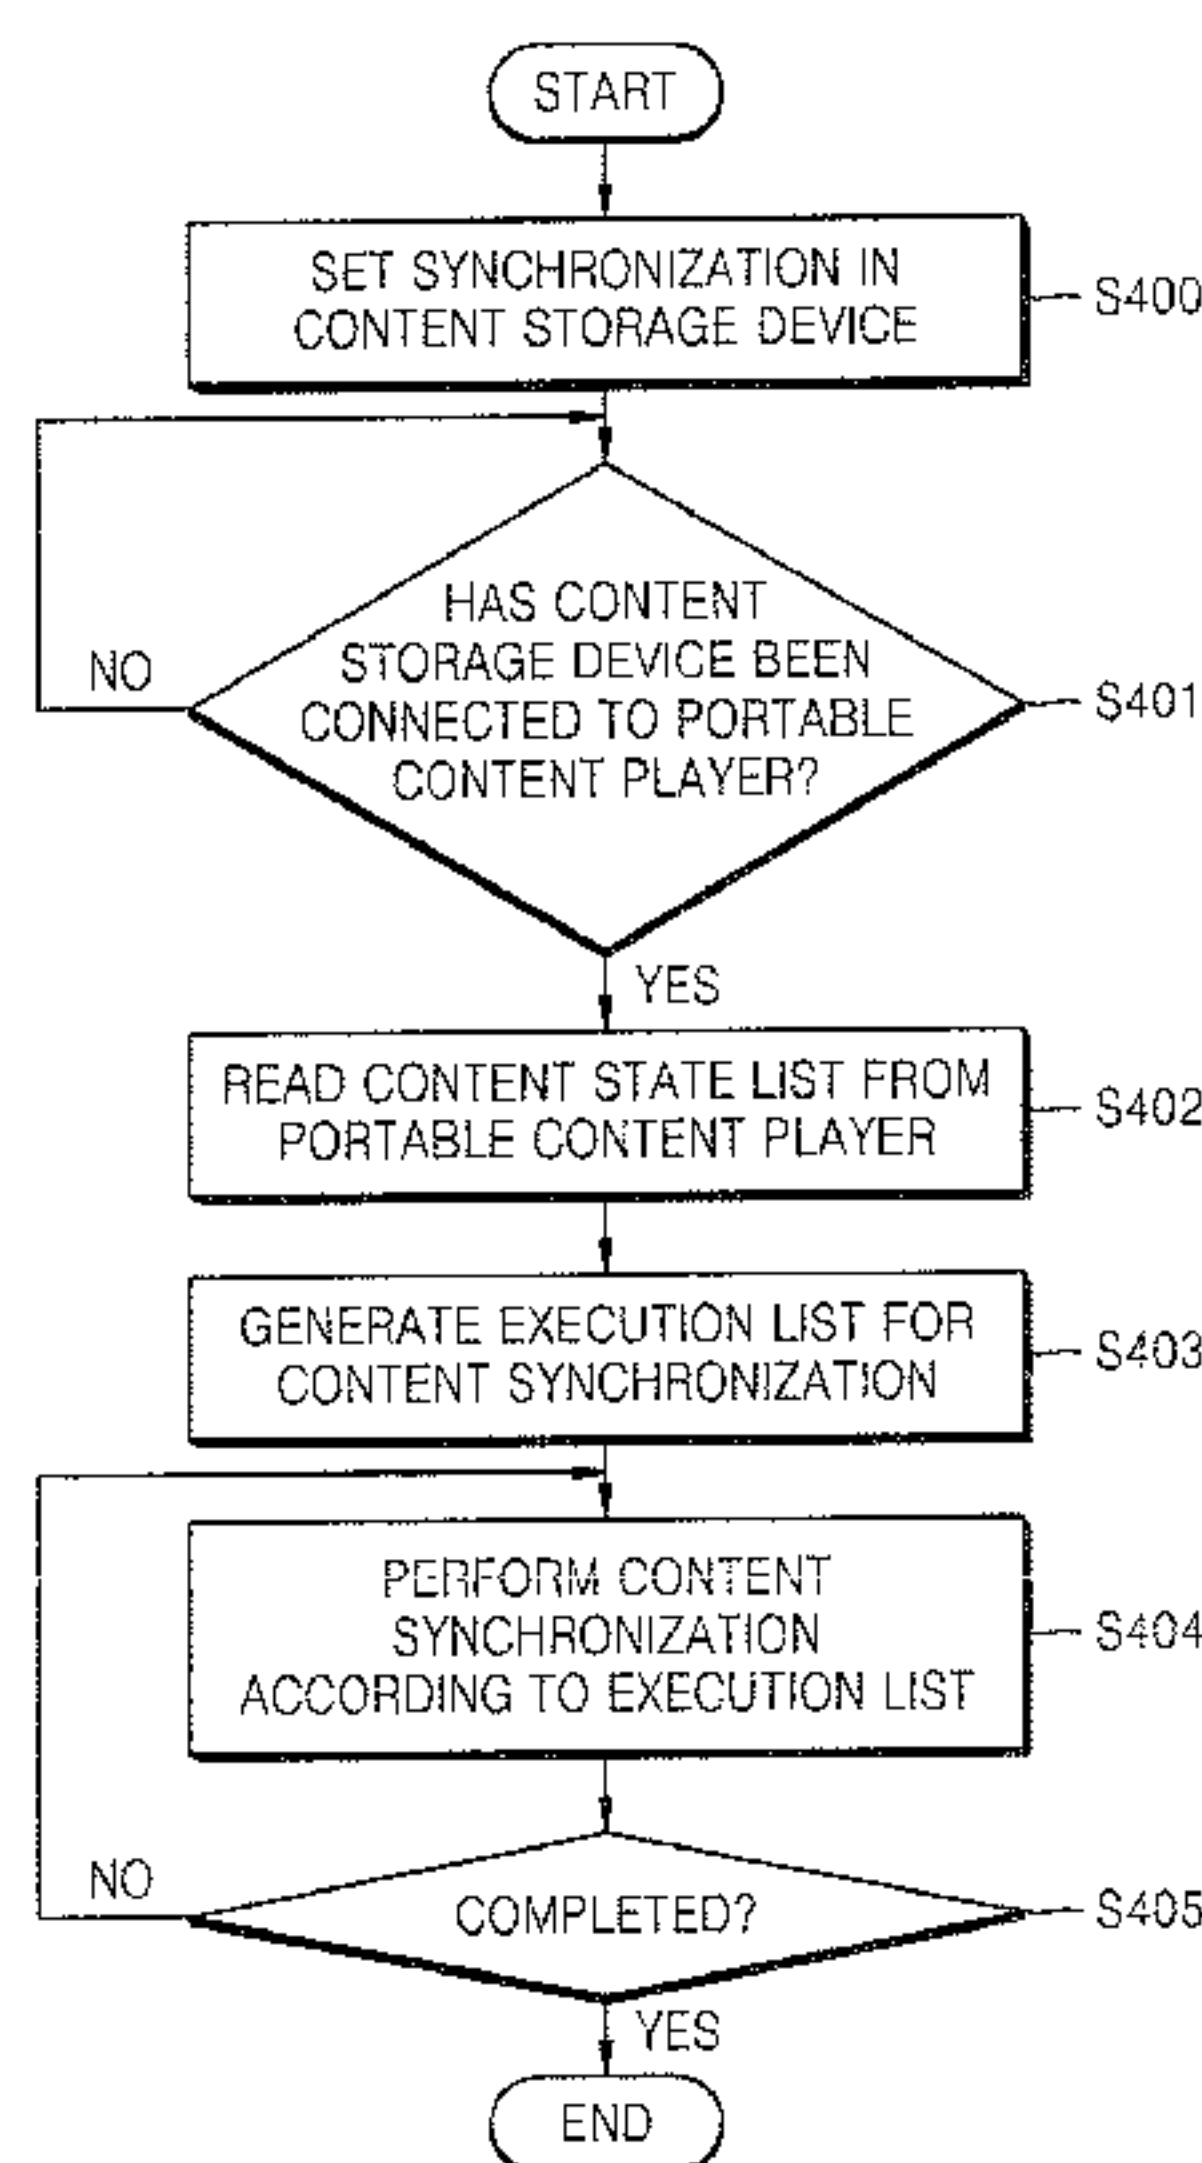 START
SET SYNCHRONIZATION IN
CONTENT STORAGE DEVICE
S400
HAS CONTENT
STORAGE DEVICE BEEN
CONNECTED TO PORTABLE
CONTENT PLAYER?
S401
NO
YES
READ CONTENT STATE LIST FROM
PORTABLE CONTENT PLAYER
S402
GENERATE EXECUTION LIST FOR
CONTENT SYNCHRONIZATION
S403
PERFORM CONTENT
SYNCHRONIZATION
ACCORDING TO EXECUTION LIST
S404
NO
COMPLETED?
S405
YES
END